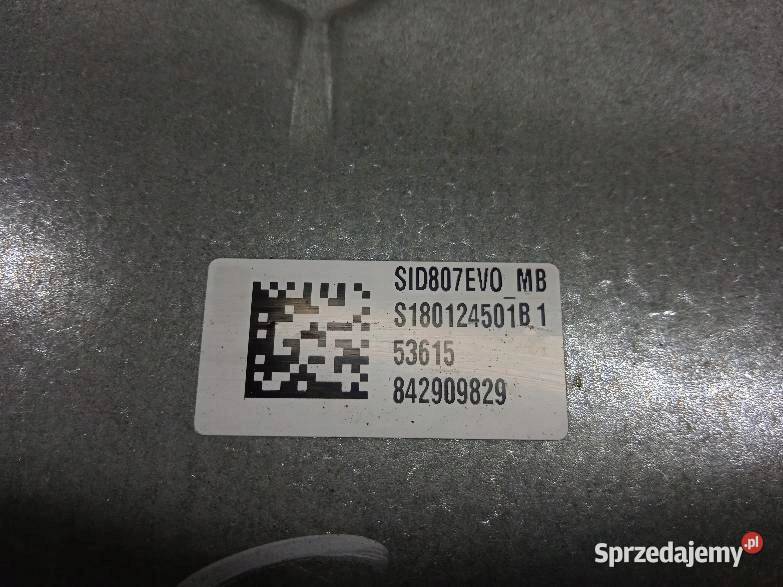 SID807EVO_MB
S180124501B 1
53615
842909829
Sprzedajemy.pl